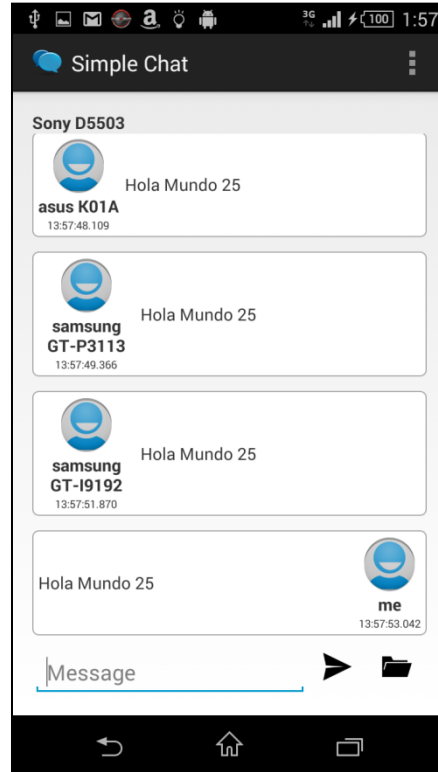 3G 100 1:57
Simple Chat
Sony D5503
Hola Mundo 25
asus K01A
13:57:48.109
Hola Mundo 25
samsung
GT-P3113
13:57:49.366
Hola Mundo 25
samsung
GT-I9192
13:57:51.870
Hola Mundo 25
me
13:57:53.042
Message